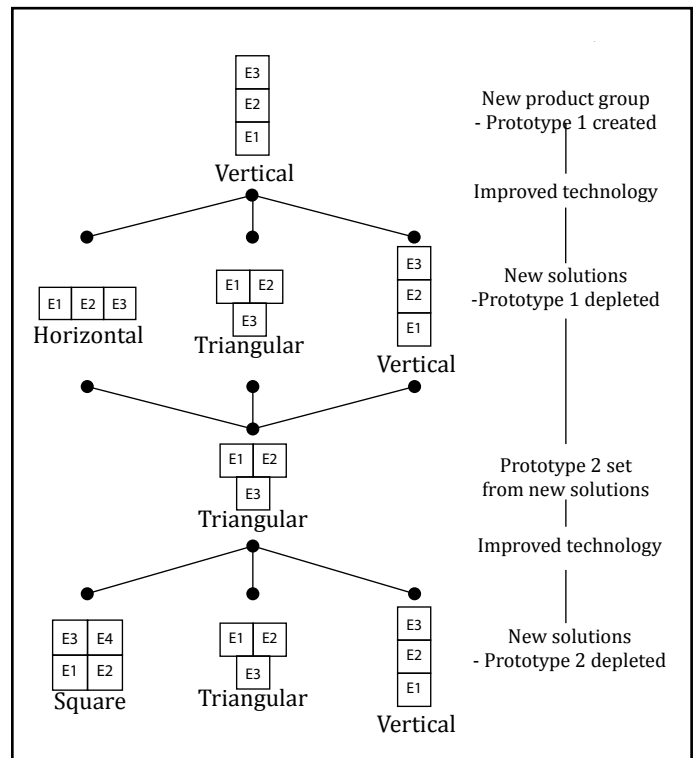 E3
E2
E1
Vertical
New product group
- Prototype 1 created
Improved technology
E1 E2 E3
Horizontal
E1 E2
E3
Triangular
E3
E2
E1
Vertical
New solutions
-Prototype 1 depleted
E1 E2
E3
Triangular
Prototype 2 set
from new solutions
Improved technology
E3 E4
E1 E2
Square
E1 E2
E3
Triangular
E3
E2
E1
Vertical
New solutions
- Prototype 2 depleted